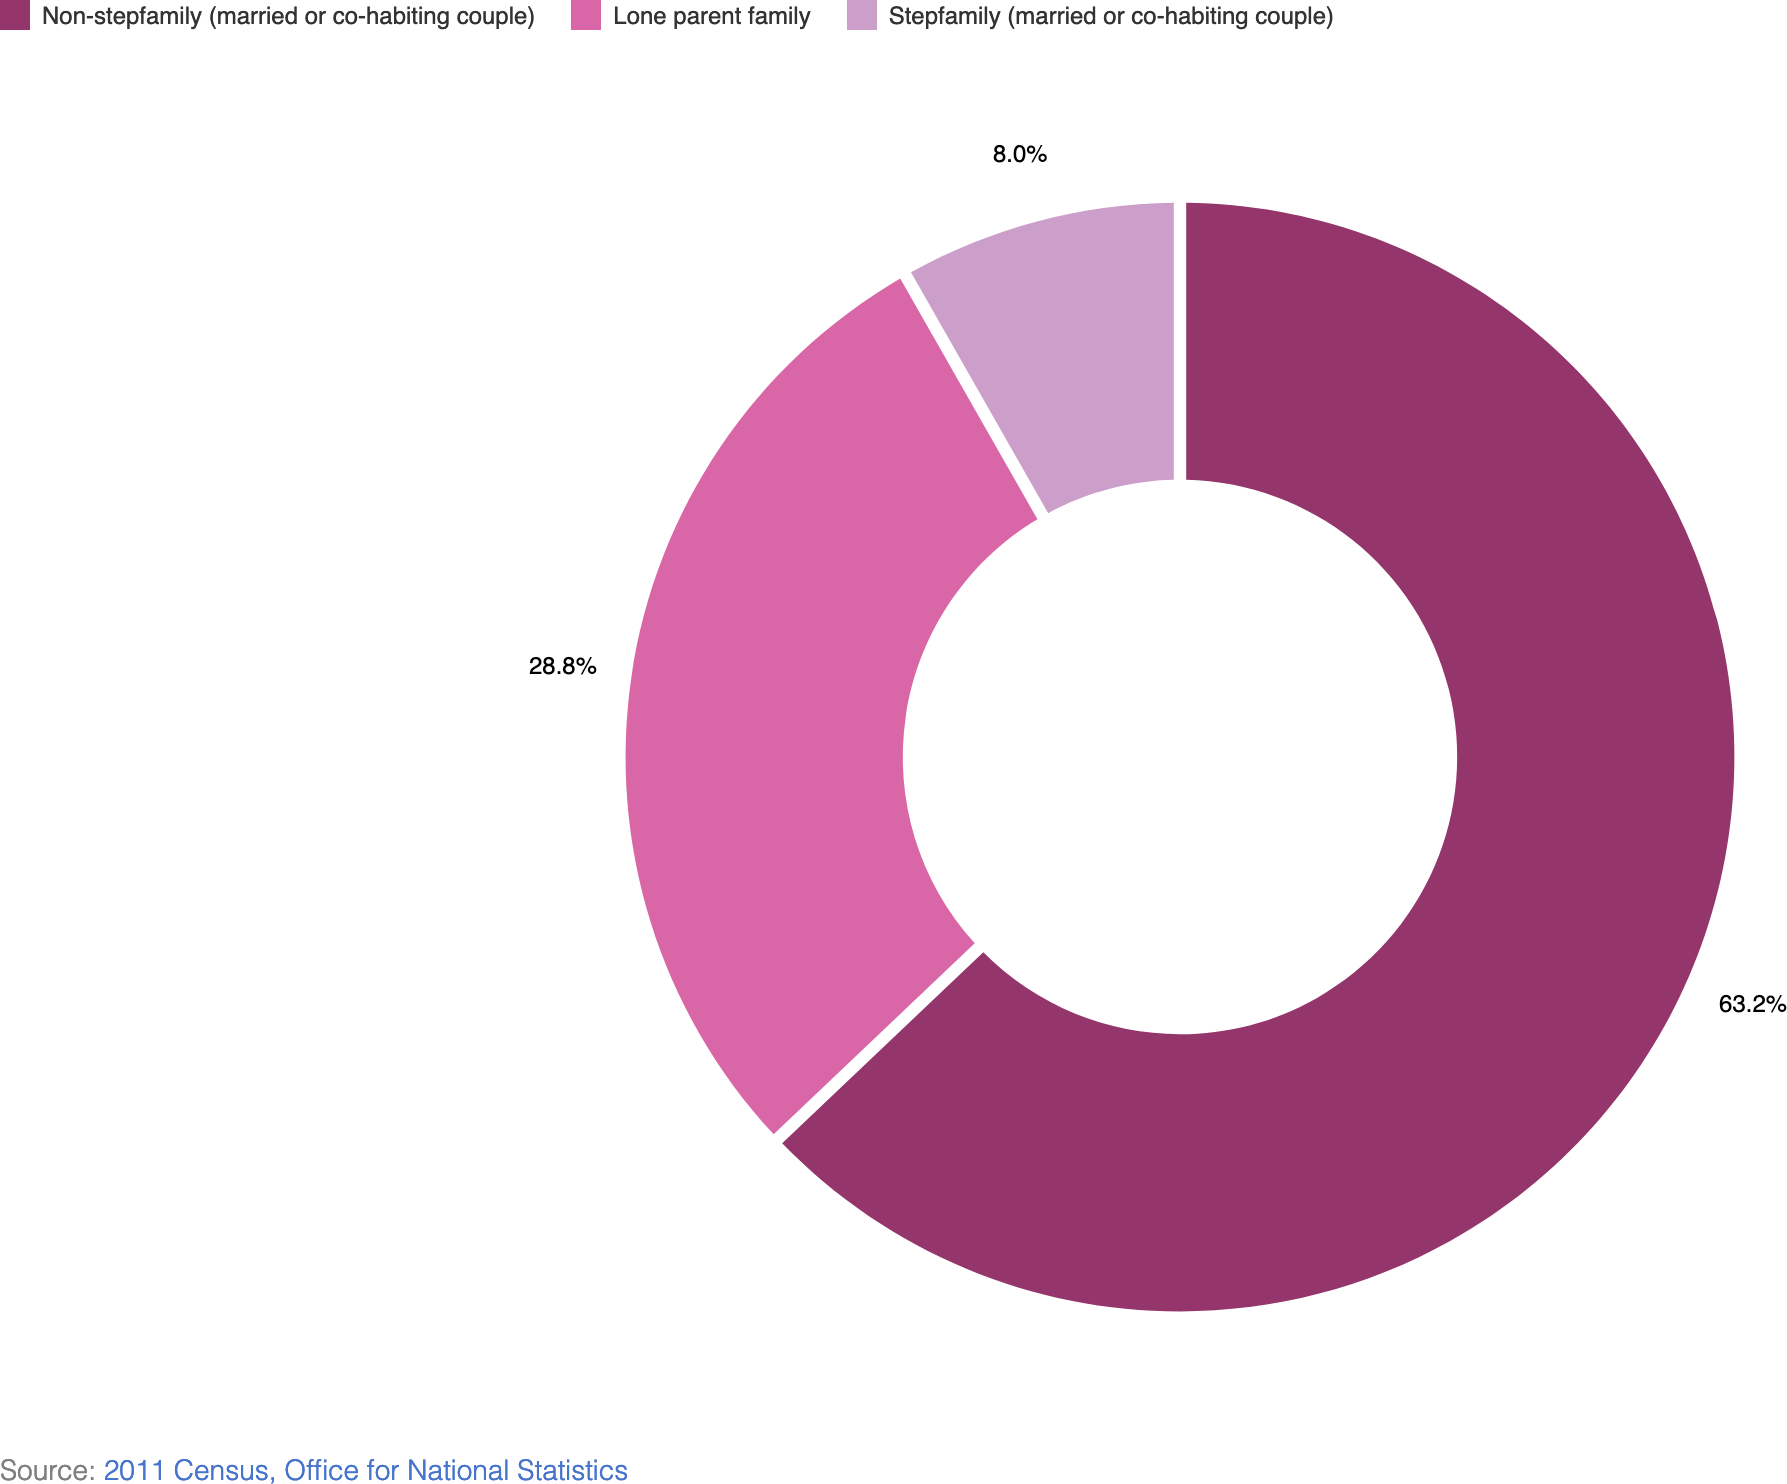 Non-stepfamily (married or co-habiting couple) Lone parent family Stepfamily (married or co-habiting couple)
8.0%
28.8%
63.2%
Source: 2011 Census, Office for National Statistics